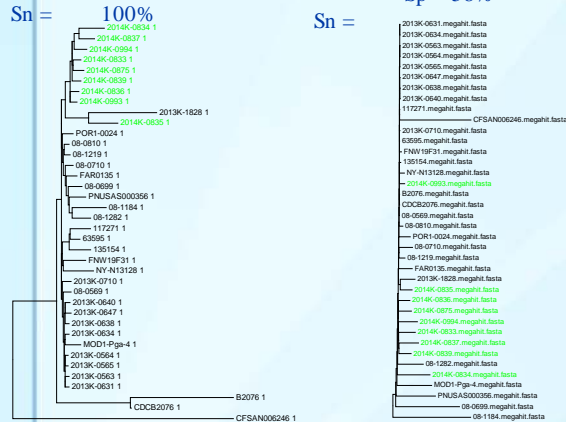 Sn = 100%
2014K-0834 1
2014K-0837 1
2014K-0994 1
2014K-0833 1
2014K-0875 1
2014K-0839 1
2014K-0836 1
2014K-0993 1
2013K-1828 1
2014K-0835 1
POR1-0024 1
08-0810 1
08-1219 1
08-0710 1
FAR0135 1
08-0699 1
PNUSAS000356 1
08-1184 1
08-1282 1
117271 1
63595 1
135154 1
FNW19F31 1
NY-N13128 1
2013K-0710 1
08-0569 1
2013K-0640 1
2013K-0647 1
2013K-0638 1
2013K-0634 1
MOD1-Pga-4 1
2013K-0564 1
2013K-0565 1
2013K-0563 1
2013K-0631 1
B2076 1
CDCB2076 1
CFSAN006246 1
Sn =
2013K-0631.megahit.fasta
2013K-0634.megahit.fasta
2013K-0563.megahit.fasta
2013K-0564.megahit.fasta
2013K-0565.megahit.fasta
2013K-0647.megahit.fasta
2013K-0638.megahit.fasta
2013K-0640.megahit.fasta
117271.megahit.fasta
CFSAN006246.megahit.fasta
2013K-0710.megahit.fasta
63595.megahit.fasta
FNW19F31.megahit.fasta
135154.megahit.fasta
NY-N13128.megahit.fasta
2014K-0993.megahit.fasta
B2076.megahit.fasta
CDCB2076.megahit.fasta
08-0569.megahit.fasta
08-0810.megahit.fasta
POR1-0024.megahit.fasta
08-0710.megahit.fasta
08-1219.megahit.fasta
FAR0135.megahit.fasta
2013K-1828.megahit.fasta
2014K-0835.megahit.fasta
2014K-0836.megahit.fasta
2014K-0875.megahit.fasta
2014K-0994.megahit.fasta
2014K-0833.megahit.fasta
2014K-0837.megahit.fasta
2014K-0839.megahit.fasta
08-1282.megahit.fasta
2014K-0834.megahit.fasta
MOD1-Pga-4.megahit.fasta
PNUSAS000356.megahit.fasta
08-0699.megahit.fasta
08-1184.megahit.fasta